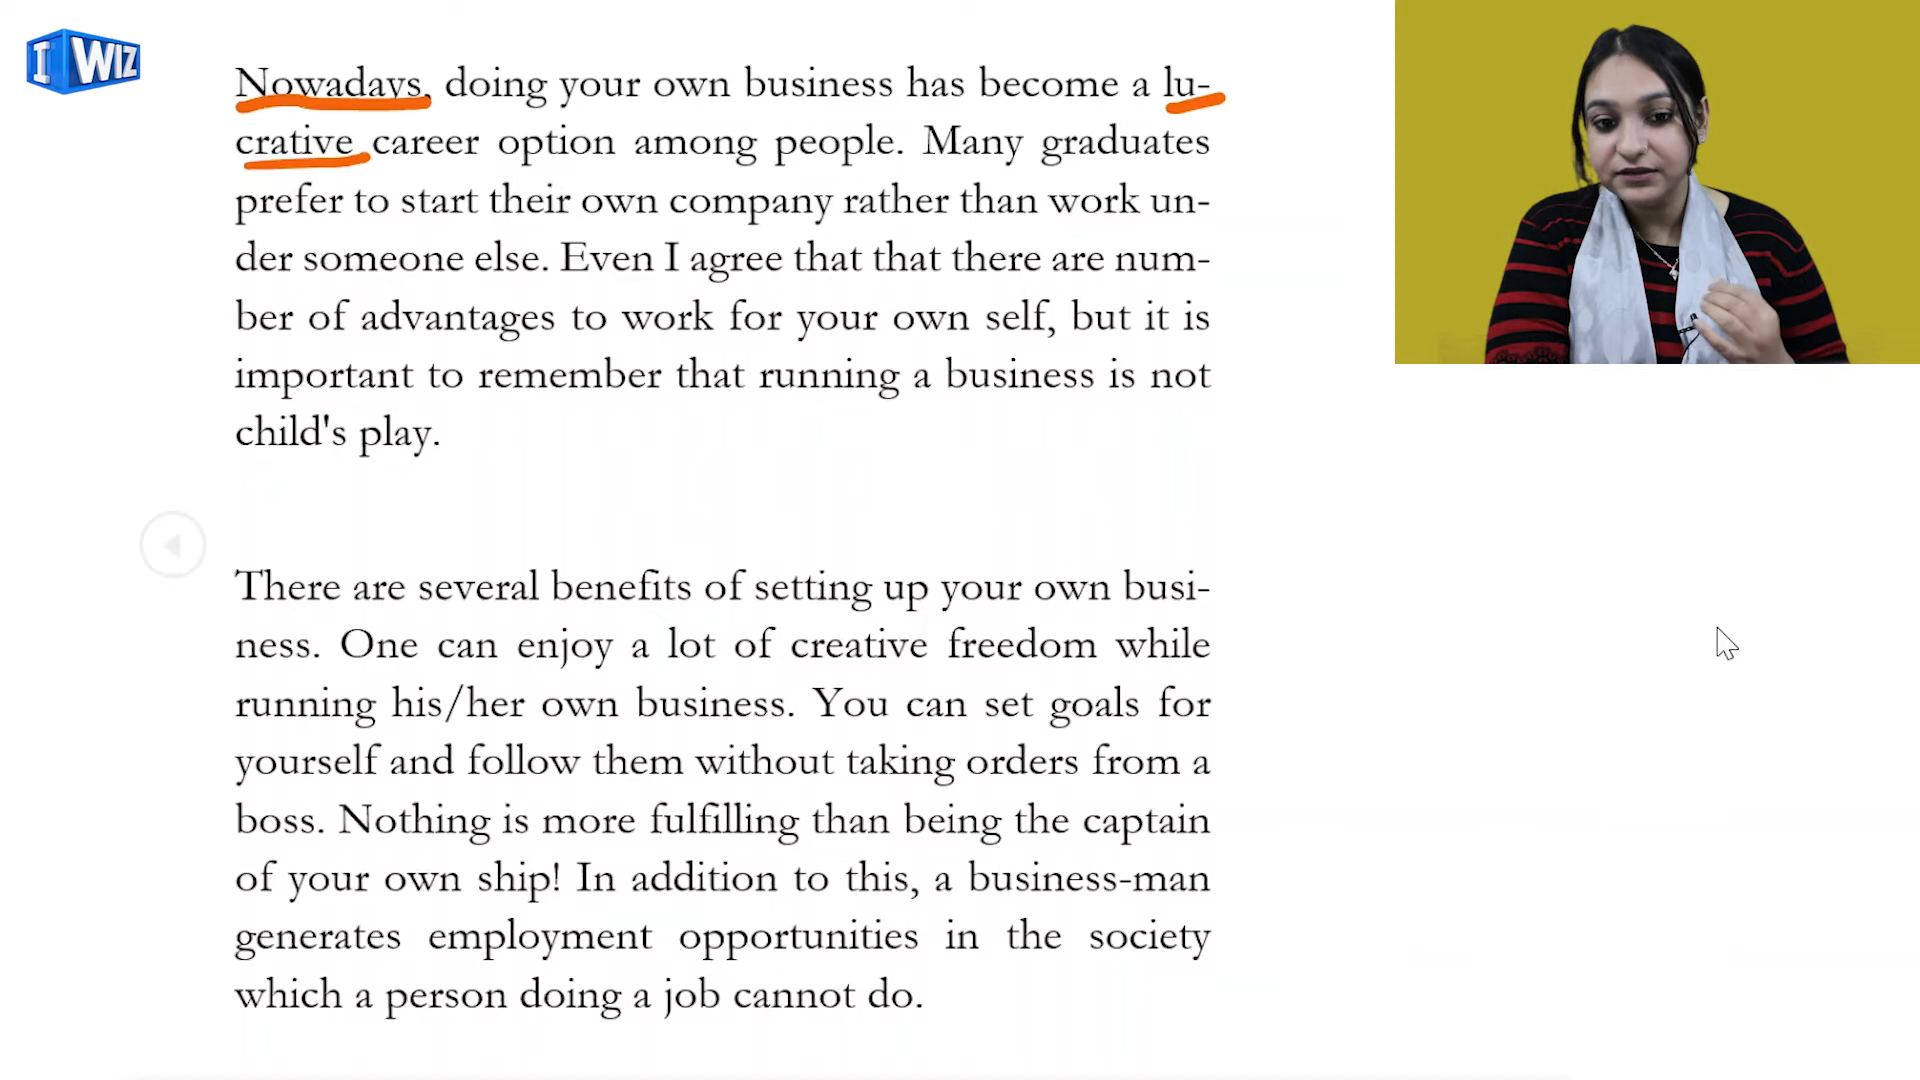 I WIZ
Nowadays, doing your own business has become a lu-
crative career option among people. Many graduates
prefer to start their own company rather than work un-
der someone else. Even I agree that that there are num-
ber of advantages to work for your own self, but it is
important to remember that running a business is not
child's play.
There are several benefits of setting up your own busi-
ness. One can enjoy a lot of creative freedom while
running his/her own business. You can set goals for
yourself and follow them without taking orders from a
boss. Nothing is more fulfilling than being the captain
of your own ship! In addition to this, a business-man
generates employment opportunities in the society
which a person doing a job cannot do.